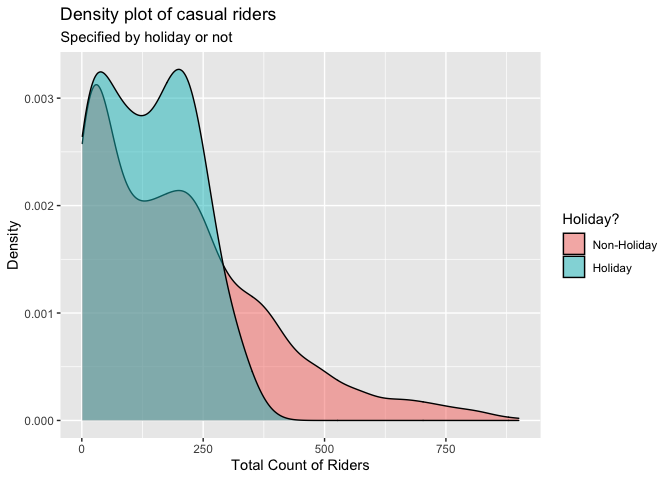 Density plot of casual riders
Specified by holiday or not
0.003
0.002
0.001
0.000
Density
0
250
500
750
Total Count of Riders
Holiday?
Non-Holiday
Holiday